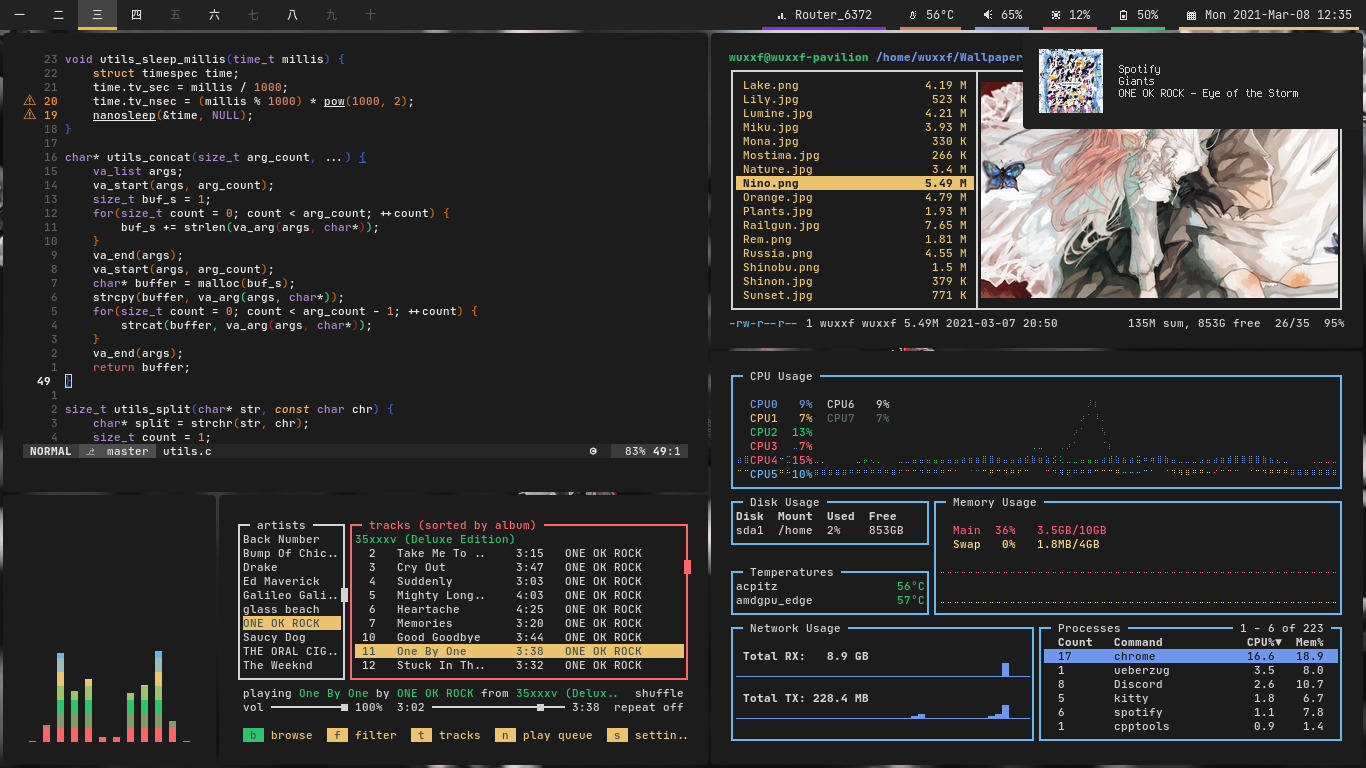 一 二 三 四 五 六 七 八 九 十
Router_6372 56°C 65% 12% 50% Mon 2021-Mar-08 12:35
23 void utils_sleep_millis(time_t millis) {
22 struct timespec time;
21 time.tv_sec = millis / 1000;
20 time.tv_nsec = (millis % 1000) * pow(1000, 2);
19 nanosleep(&time, NULL);
18 }
17
16 char* utils_concat(size_t arg_count, ...) {
15 va_list args;
14 va_start(args, arg_count);
13 size_t buf_s = 1;
12 for(size_t count = 0; count < arg_count; ++count) {
11 buf_s += strlen(va_arg(args, char*));
10 }
9 va_end(args);
8 va_start(args, arg_count);
7 char* buffer = malloc(buf_s);
6 strcpy(buffer, va_arg(args, char*));
5 for(size_t count = 0; count < arg_count - 1; ++count) {
4 strcat(buffer, va_arg(args, char*));
3 }
2 va_end(args);
1 return buffer;
49 }
1
2 size_t utils_split(char* str, const char chr) {
3 char* split = strchr(str, chr);
4 size_t count = 1;
NORMAL master utils.c 83% 49:1
wuxxf@wuxxf-pavilion /home/wuxxf/Wallpaper
Spotify
Giants
ONE OK ROCK - Eye of the Storm
Lake.png 4.19 M
Lily.jpg 523 K
Lumine.jpg 4.21 M
Miku.jpg 3.93 M
Mona.jpg 330 K
Mostima.jpg 266 K
Nature.jpg 3.4 M
Nino.png 5.49 M
Orange.jpg 4.79 M
Plants.jpg 1.93 M
Railgun.jpg 7.65 M
Rem.png 1.81 M
Russia.png 4.55 M
Shinobu.png 1.5 M
Shinon.jpg 379 K
Sunset.jpg 771 K
-rw-r--r-- 1 wuxxf wuxxf 5.49M 2021-03-07 20:50 135M sum, 853G free 26/35 95%
CPU Usage
CPU0 9% CPU6 9%
CPU1 7% CPU7 7%
CPU2 13%
CPU3 .7%
CPU4 15%
CPU5 10%
Disk Usage
Disk Mount Used Free
sda1 /home 2% 853GB
Memory Usage
Main 36% 3.5GB/10GB
Swap 0% 1.8MB/4GB
Temperatures
acpitz 56°C
amdgpu_edge 57°C
Network Usage
Total RX: 8.9 GB
Total TX: 228.4 MB
Processes 1 - 6 of 223
Count Command CPU%▼ Mem%
17 chrome 16.6 18.9
1 ueberzug 3.5 8.0
8 Discord 2.6 10.7
5 kitty 1.8 6.7
6 spotify 1.1 7.8
1 cpptools 0.9 1.4
artists
Back Number
Bump Of Chic..
Drake
Ed Maverick
Galileo Gali..
glass beach
ONE OK ROCK
Saucy Dog
THE ORAL CIG..
The Weeknd
tracks (sorted by album)
35xxxv (Deluxe Edition)
2 Take Me To .. 3:15 ONE OK ROCK
3 Cry Out 3:47 ONE OK ROCK
4 Suddenly 3:03 ONE OK ROCK
5 Mighty Long.. 4:03 ONE OK ROCK
6 Heartache 4:25 ONE OK ROCK
7 Memories 3:20 ONE OK ROCK
10 Good Goodbye 3:44 ONE OK ROCK
11 One By One 3:38 ONE OK ROCK
12 Stuck In Th.. 3:32 ONE OK ROCK
playing One By One by ONE OK ROCK from 35xxxv (Delux.. shuffle
vol 100% 3:02 3:38 repeat off
b browse f filter t tracks n play queue s settin..